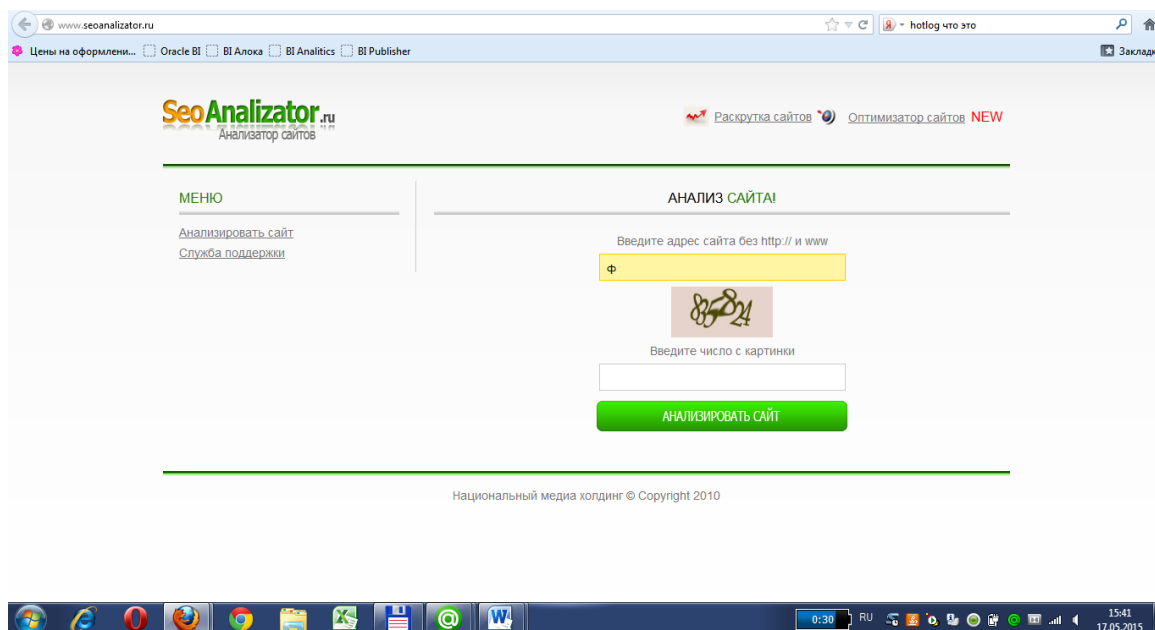 www.seoanalizator.ru
hotlog что это
Цены на оформлени... Oracle BI BI Алока BI Analitics BI Publisher
Заклад
SeoAnalizator.ru
Анализатор сайтов
Раскрутка сайтов Оптимизатор сайтов NEW
МЕНЮ
Анализировать сайт
Служба поддержки
АНАЛИЗ САЙТА!
Введите адрес сайта без http:// и www
Ф
Введите число с картинки
АНАЛИЗИРОВАТЬ САЙТ
Национальный медиа холдинг © Copyright 2010
0:30 RU 15:41
17.05.2015